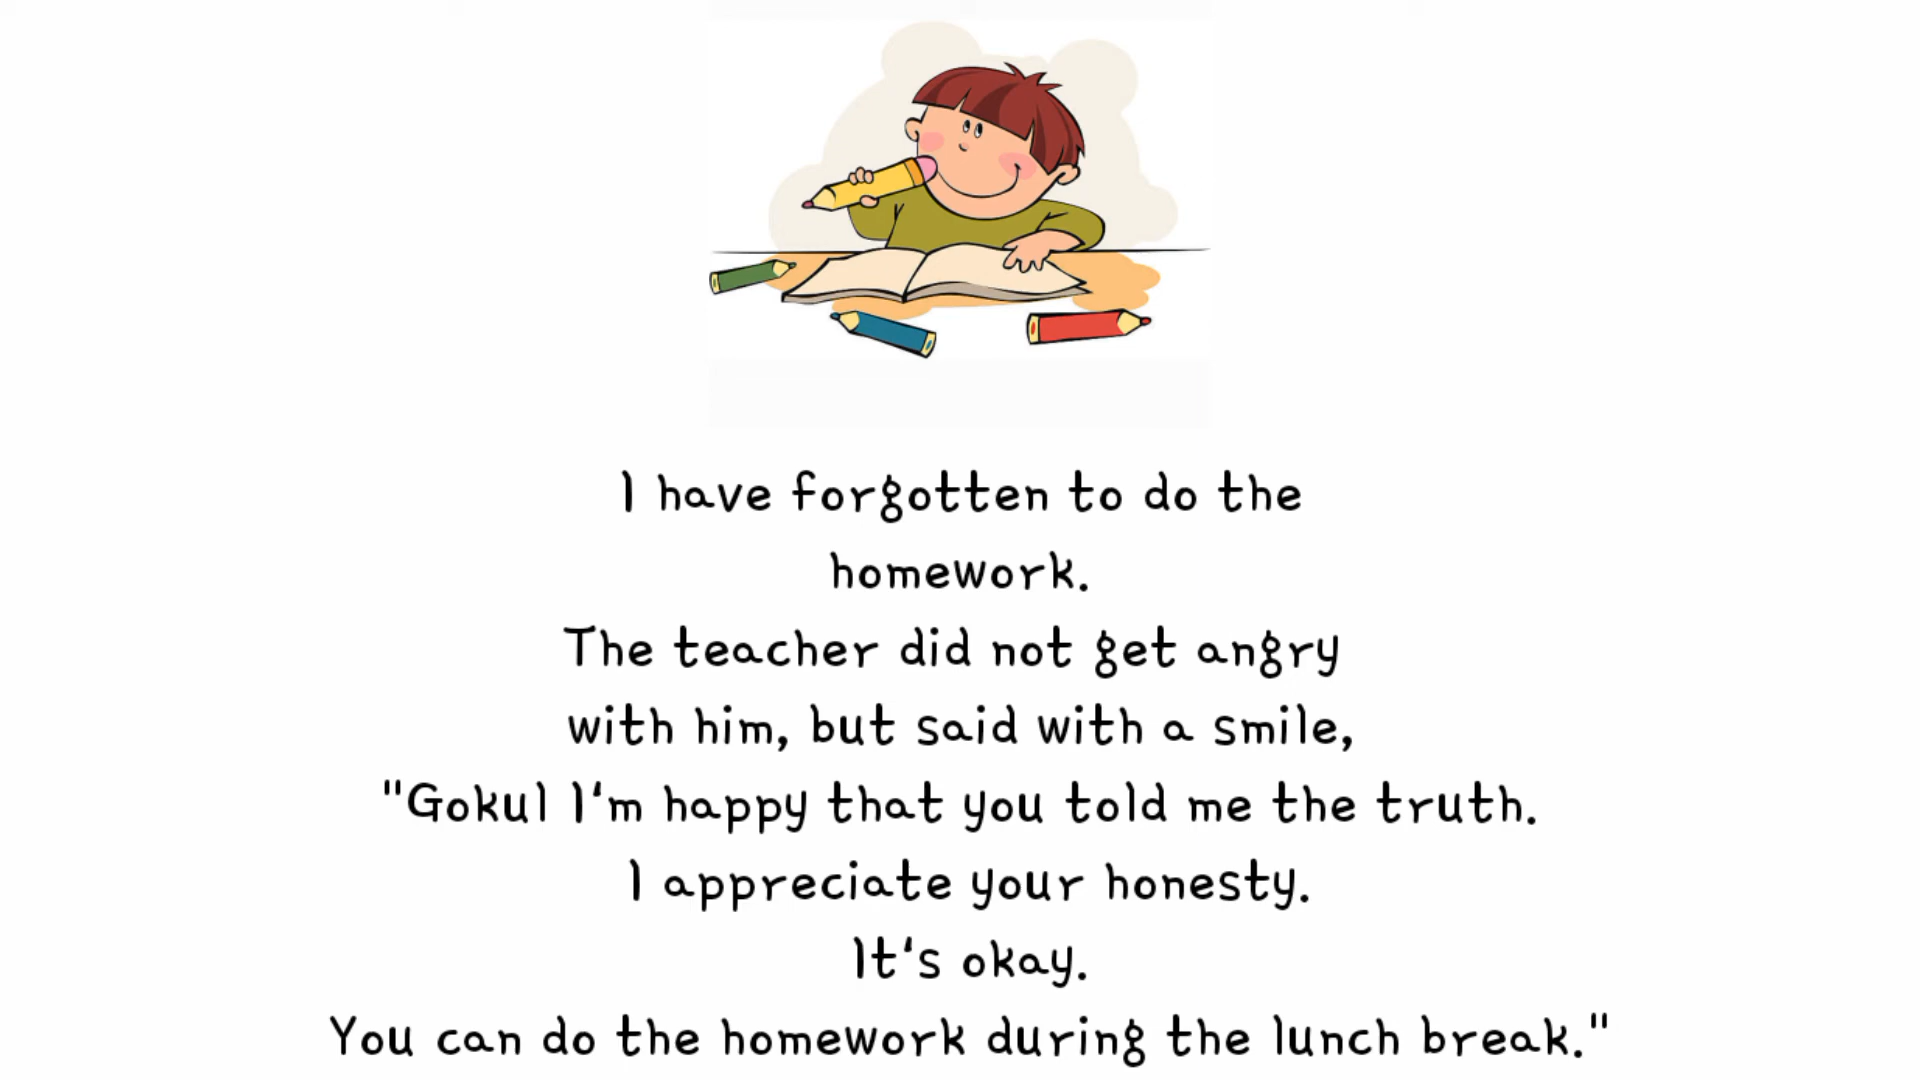 I have forgotten to do the
homework.
The teacher did not get angry
with him, but said with a smile,
"Gokul I'm happy that you told me the truth.
I appreciate your honesty.
It's okay.
You can do the homework during the lunch break."